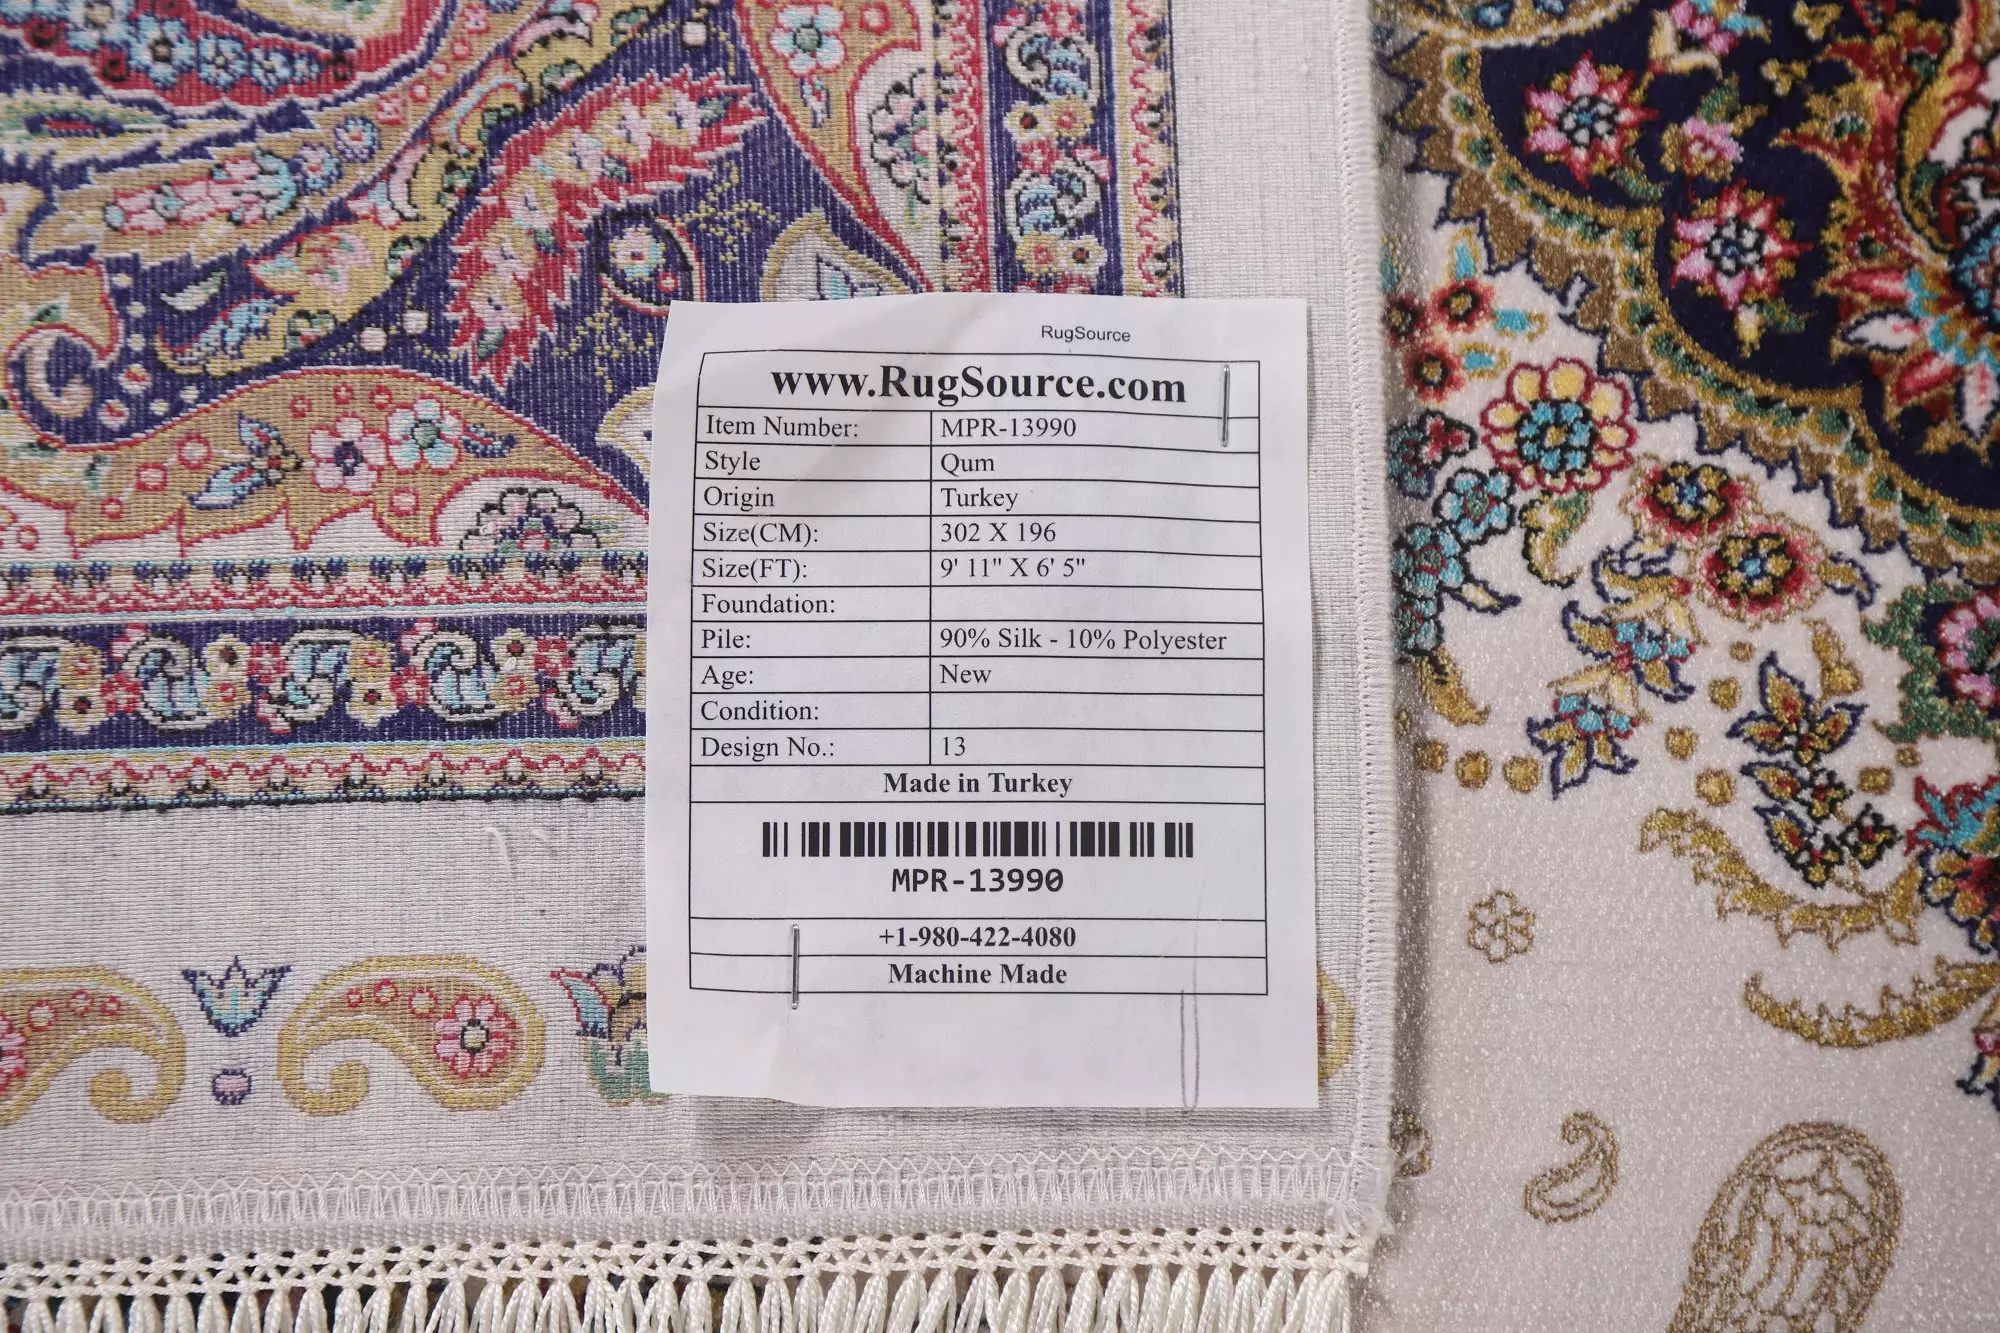 RugSource
www.RugSource.com
Item Number: MPR-13990
Style Qum
Origin Turkey
Size(CM): 302 X 196
Size(FT): 9' 11" X 6' 5"
Foundation:
Pile: 90% Silk - 10% Polyester
Age: New
Condition:
Design No.: 13
Made in Turkey
MPR-13990
+1-980-422-4080
Machine Made